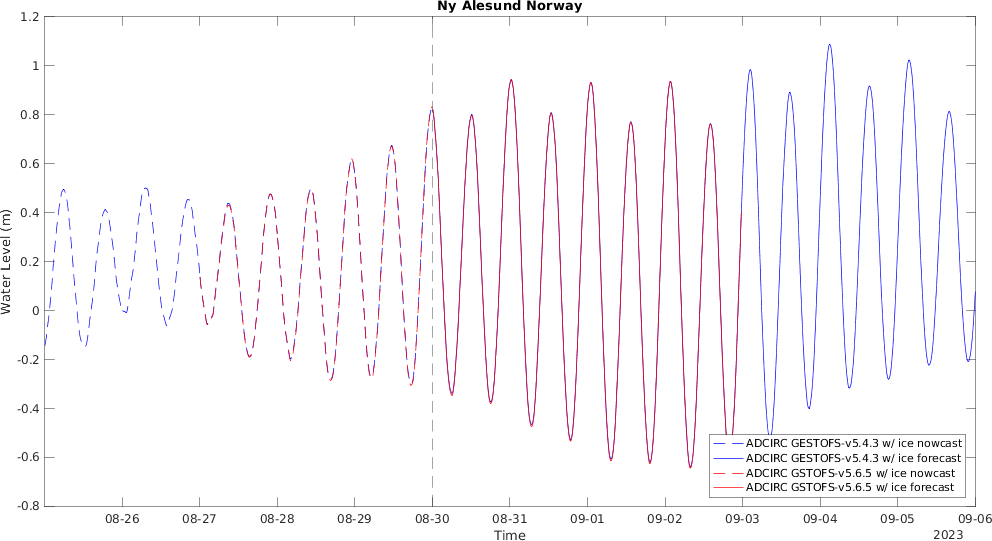 Ny Alesund Norway
1.2
1
0.8
0.6
0.4
0.2
0
-0.2
-0.4
-0.6
-0.8
Water Level (m)
ADCIRC GESTOFS-v5.4.3 w/ ice nowcast
ADCIRC GESTOFS-v5.4.3 w/ ice forecast
ADCIRC GSTOFS-v5.6.5 w/ ice nowcast
ADCIRC GSTOFS-v5.6.5 w/ ice forecast
08-26 08-27 08-28 08-29 08-30 08-31 09-01 09-02 09-03 09-04 09-05 09-06
Time
2023